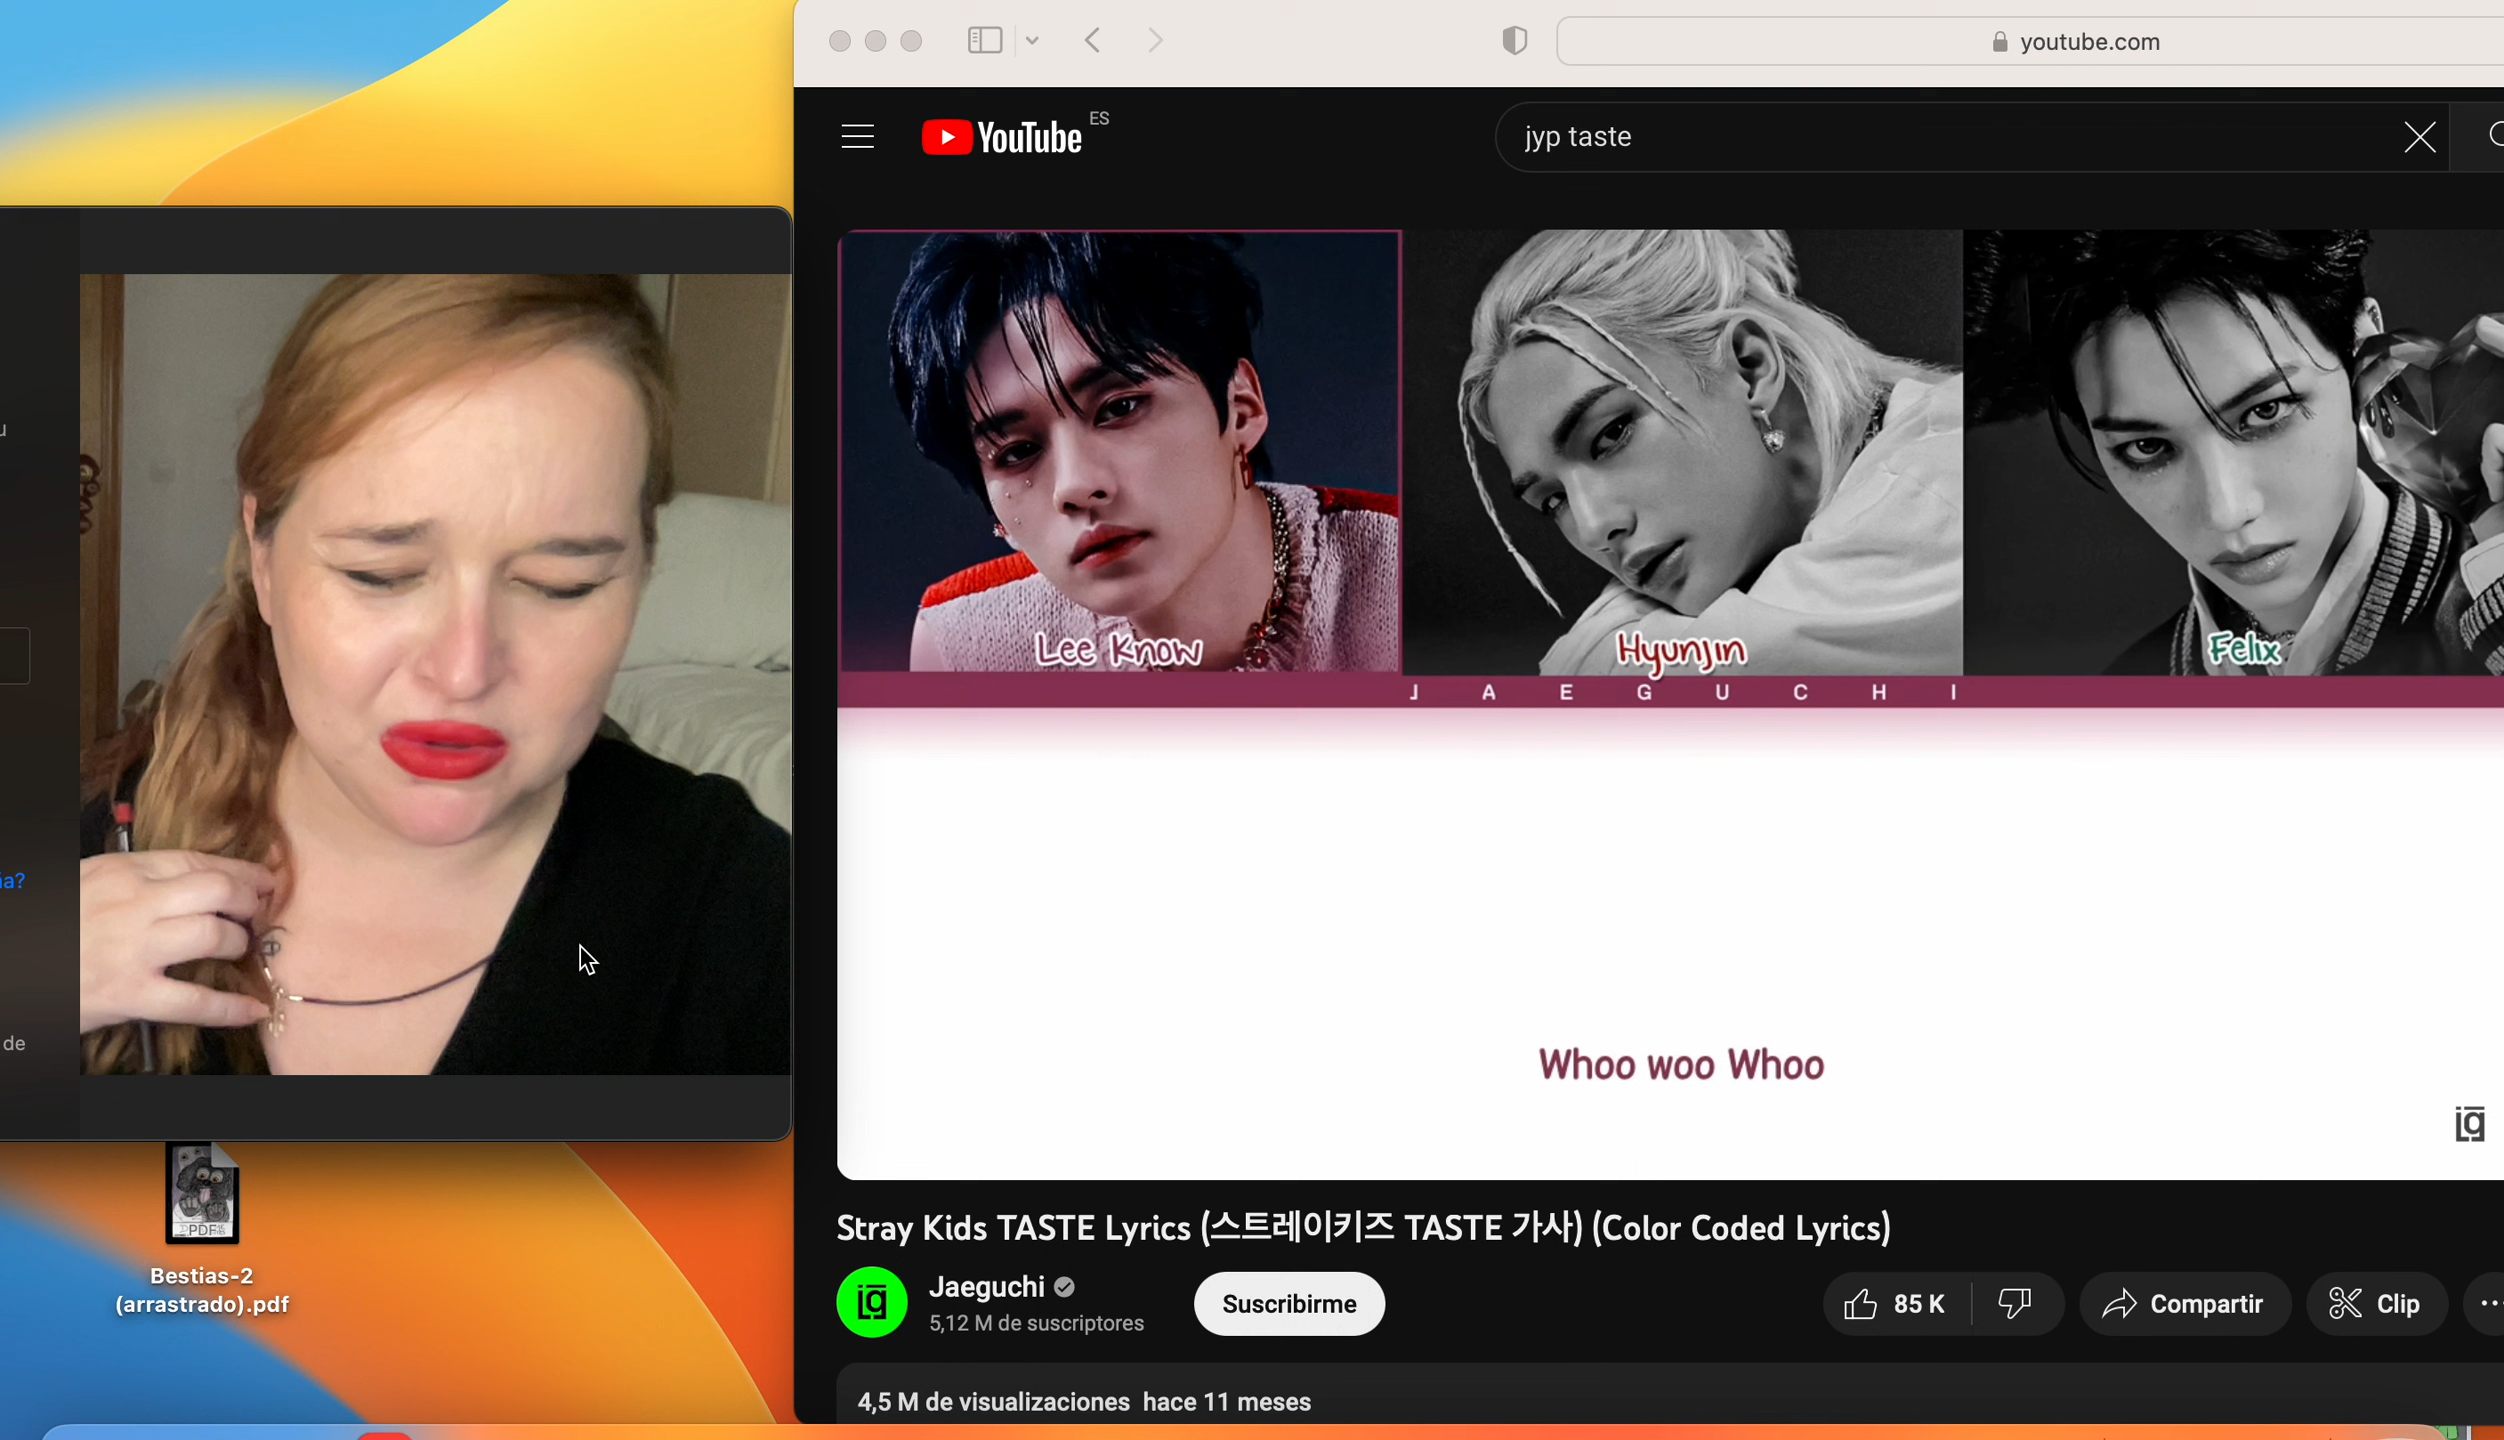 u
ña?
de
PDF
Bestias-2
(arrastrado).pdf
youtube.com
YouTube ES
jyp taste
Lee Know
Hyunjin
Felix
J A E G U C H I
Whoo woo Whoo
Stray Kids TASTE Lyrics (스트레이키즈 TASTE 가사) (Color Coded Lyrics)
Jaeguchi
5,12 M de suscriptores
Suscribirme
85 K
Compartir
Clip
4,5 M de visualizaciones hace 11 meses